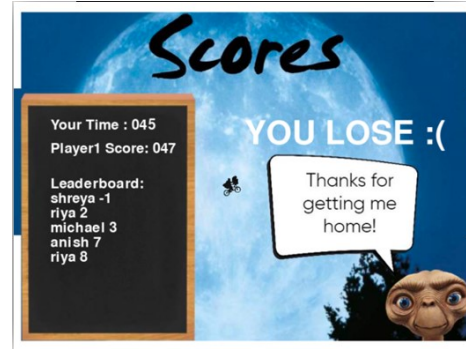 Scores
Your Time : 045
Player1 Score: 047
Leaderboard:
shreya -1
riya 2
michael 3
anish 7
riya 8
YOU LOSE :(
Thanks for
getting me
home!